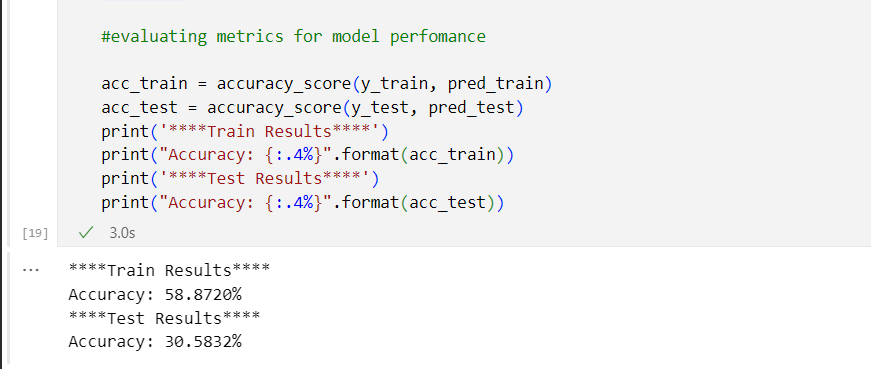 #evaluating metrics for model perfomance
acc_train = accuracy_score(y_train, pred_train)
acc_test = accuracy_score(y_test, pred_test)
print('****Train Results****')
print("Accuracy: {:.4%}".format(acc_train))
print('****Test Results****')
print("Accuracy: {:.4%}".format(acc_test))
[19] ✓ 3.0s
... ****Train Results****
Accuracy: 58.8720%
****Test Results****
Accuracy: 30.5832%